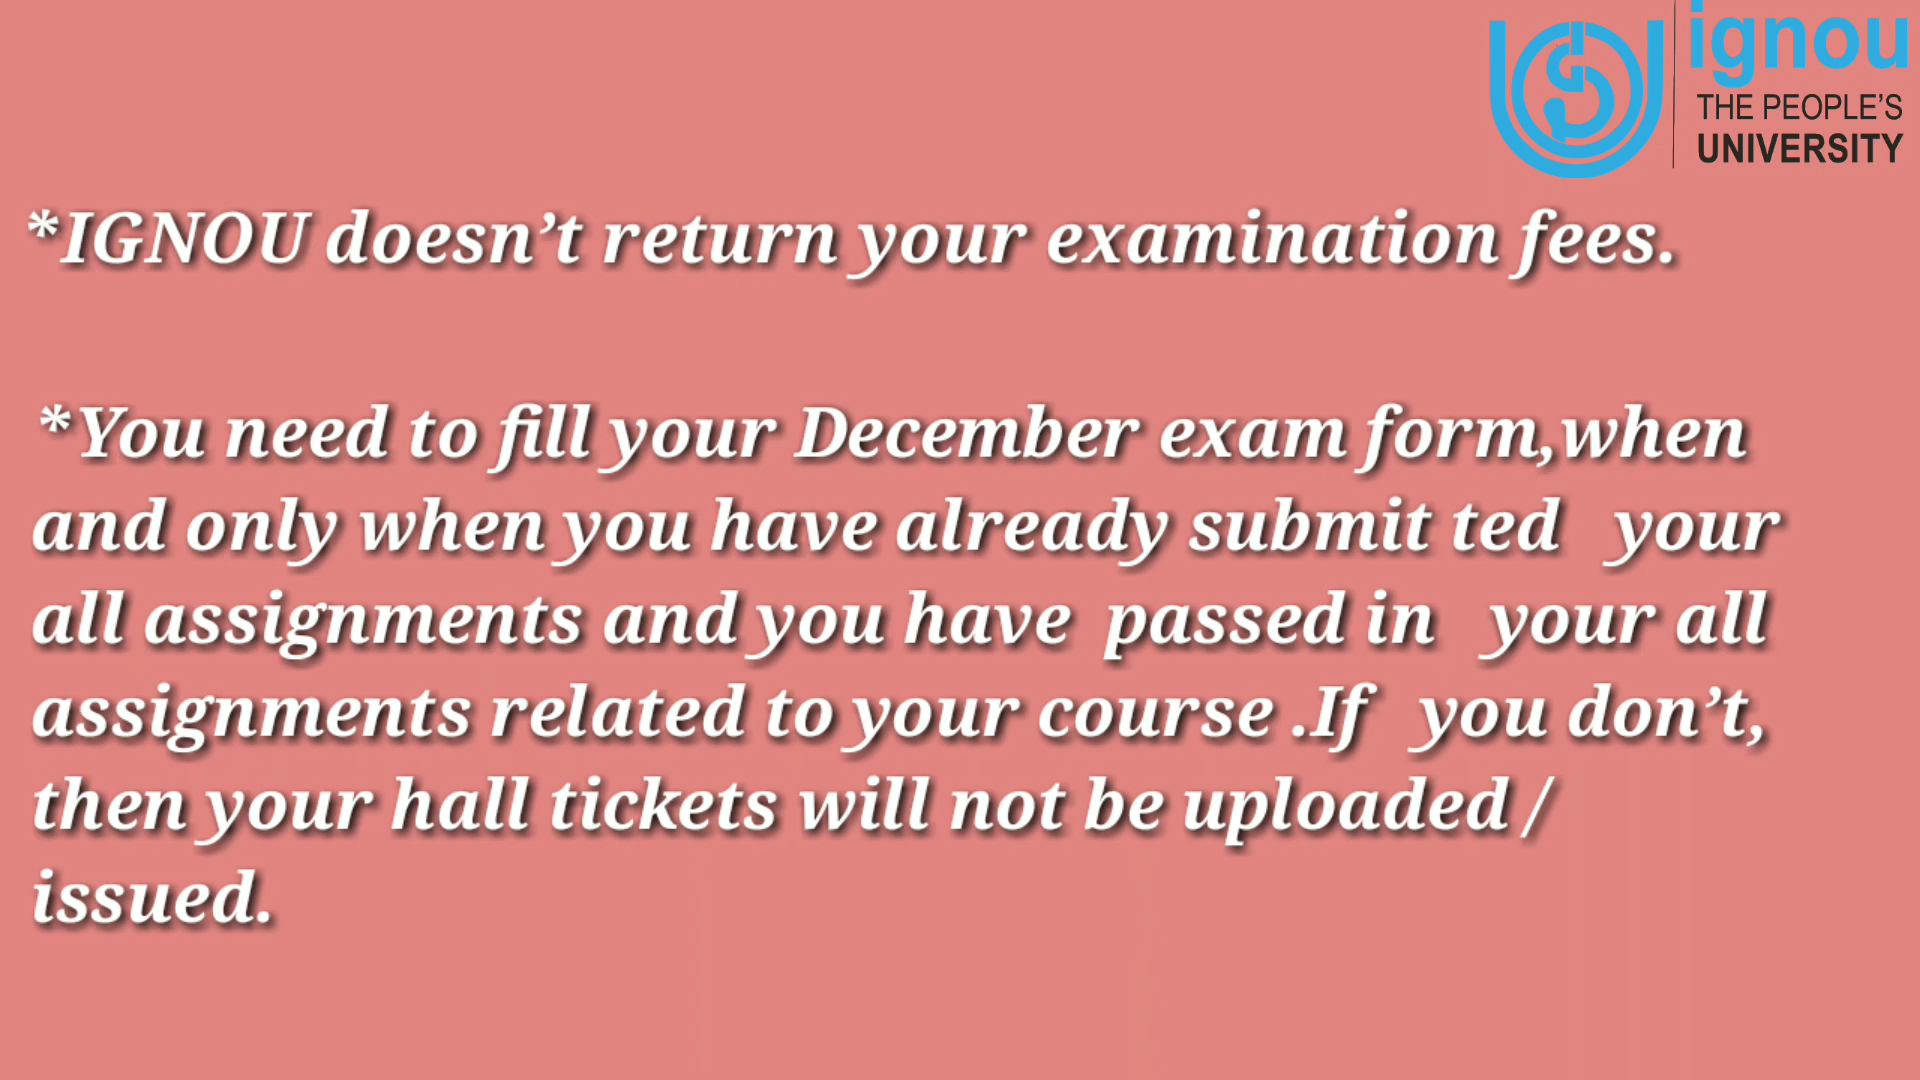 ignou
THE PEOPLE'S
UNIVERSITY
*IGNOU doesn't return your examination fees.
*You need to fill your December exam form,when
and only when you have already submit ted your
all assignments and you have passed in your all
assignments related to your course .If you don't,
then your hall tickets will not be uploaded /
issued.